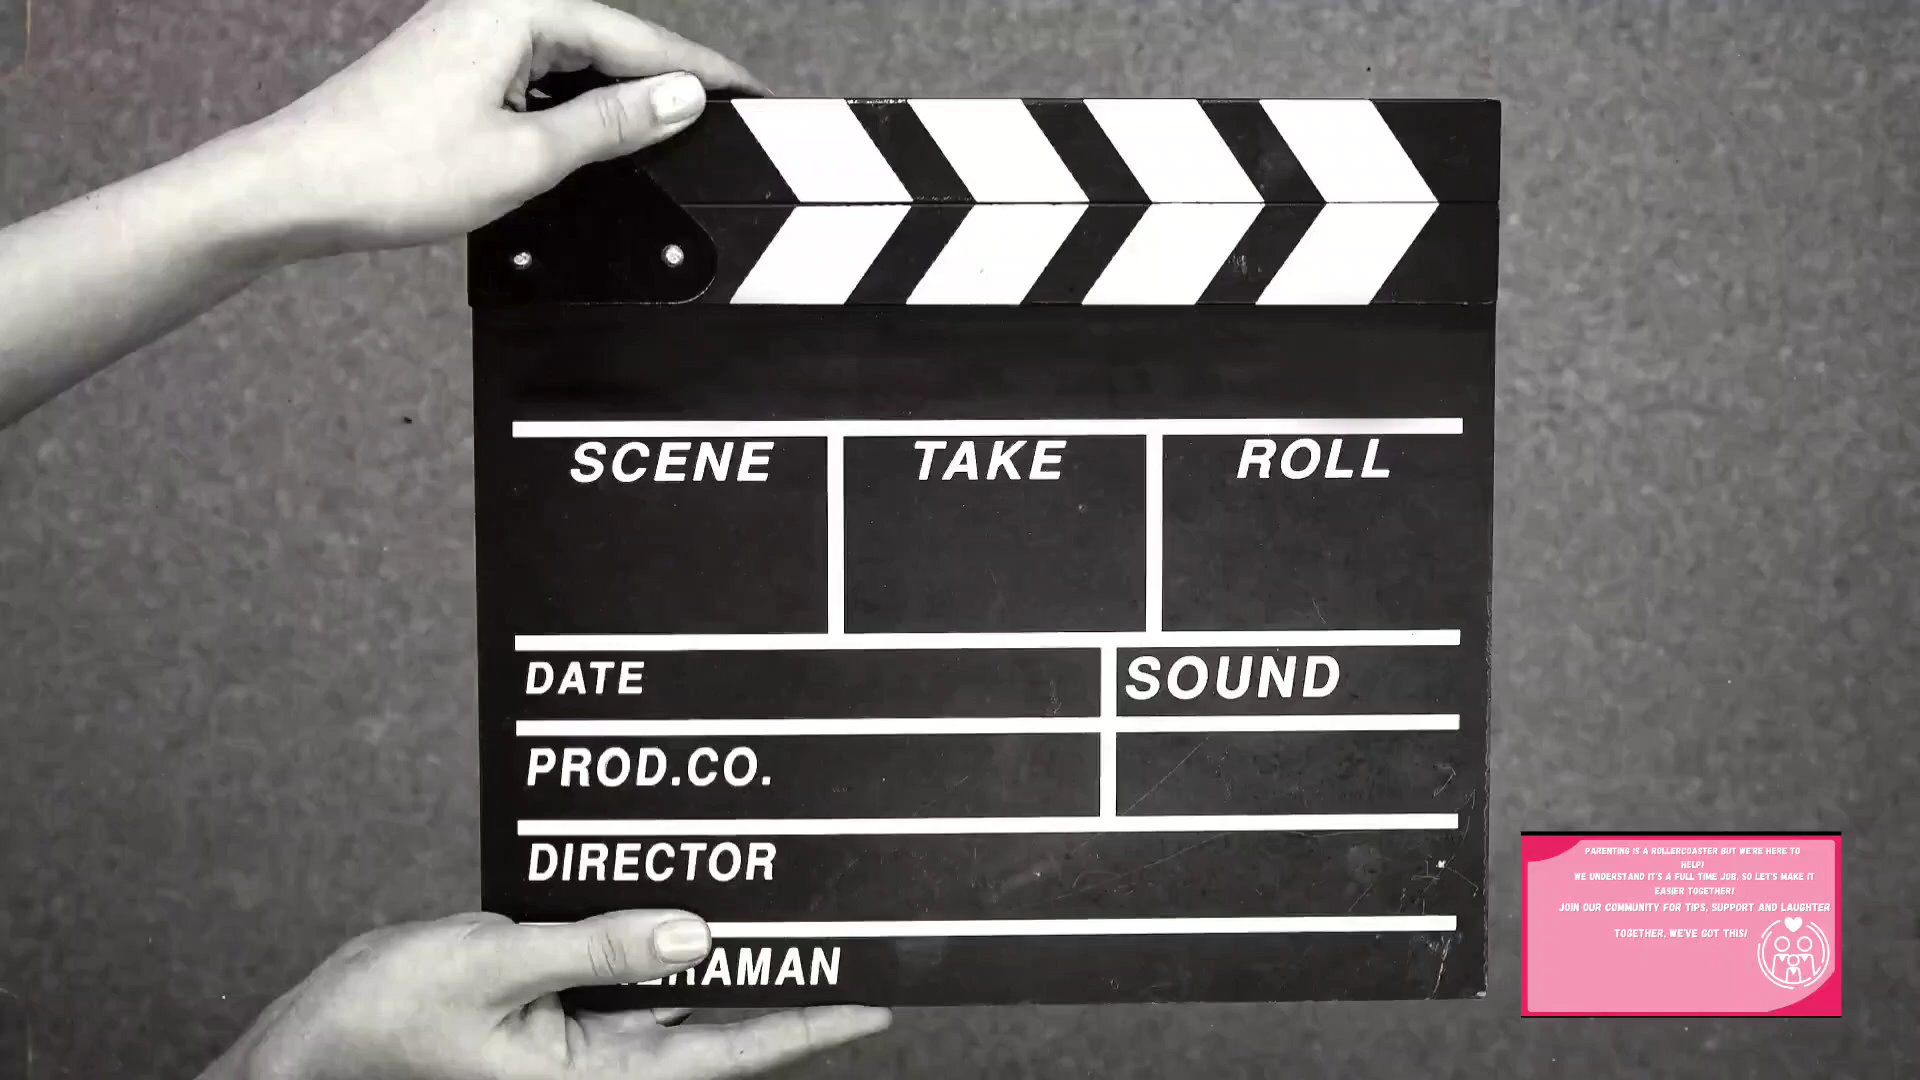 SCENE TAKE ROLL
DATE SOUND
PROD.CO.
DIRECTOR
ERAMAN
PARENTING IS A ROLLERCOASTER BUT WE'RE HERE TO
HELP!
WE UNDERSTAND IT'S A FULL TIME JOB, SO LET'S MAKE IT
EASIER TOGETHER!
JOIN OUR COMMUNITY FOR TIPS, SUPPORT AND LAUGHTER
TOGETHER, WE'VE GOT THIS!